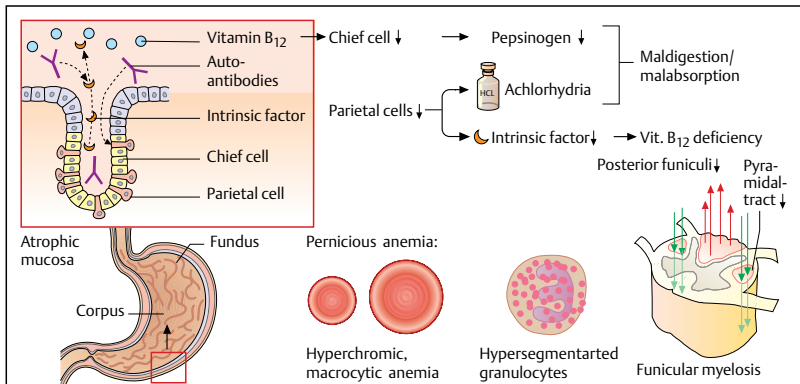 Vitamin B12
Chief cell ↓
Pepsinogen ↓
Maldigestion/
malabsorption
Auto-
antibodies
HCL
Achlorhydria
Parietal cells ↓
Intrinsic factor
Intrinsic factor ↓
Vit. B12 deficiency
Chief cell
Parietal cell
Posterior funiculi ↓
Pyra-
midal-
tract ↓
Atrophic
mucosa
Fundus
Corpus
Pernicious anemia:
Hyperchromic,
macrocytic anemia
Hypersegmentarted
granulocytes
Funicular myelosis